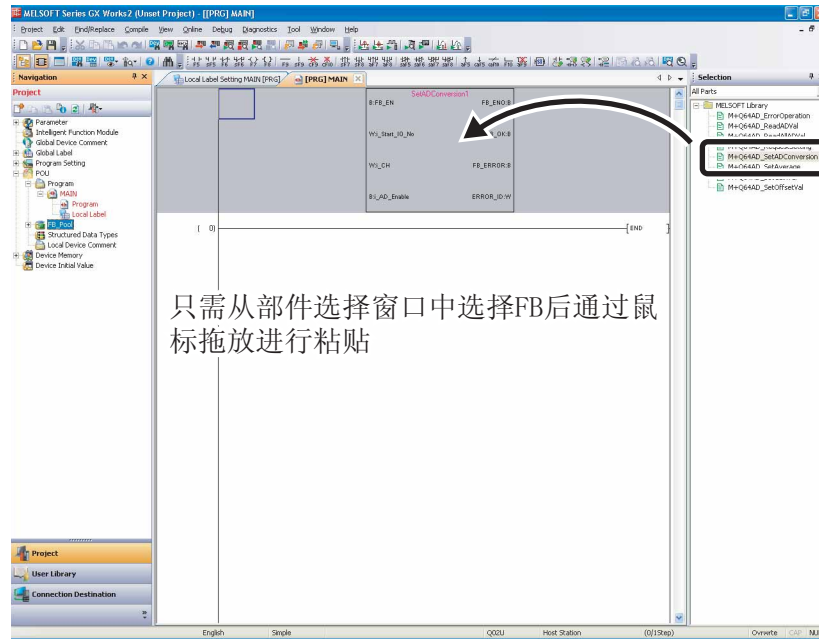 MELSOFT Series GX Works2 (Unset Project) - [[PRG] MAIN]
Project Edit Find/Replace Compile View Online Debug Diagnostics Tool Window Help
Navigation
Local Label Setting MAIN [PRG] [PRG] MAIN
Selection
Project
All Parts
Parameter
Intelligent Function Module
Global Device Comment
Global Label
Program Setting
POU
Program
MAIN
Program
Local Label
FB_Pool
Structured Data Types
Local Device Comment
Device Memory
Device Initial Value
SetADConversion1
B:FB_EN FB_ENO:B
W:i_Start_IO_No _OK:B
W:i_CH FB_ERROR:B
B:i_AD_Enable ERROR_ID:W
( 0) [END ]
MELSOFT Library
M+Q64AD_ErrorOperation
M+Q64AD_ReadADVal
M+Q64AD_SetADConversion
M+Q64AD_SetAverage
M+Q64AD_SetOffsetVal
只需从部件选择窗口中选择FB后通过鼠
标拖放进行粘贴
Project
User Library
Connection Destination
English Simple Q02U Host Station (0/1Step) Ovrwrte CAP NU